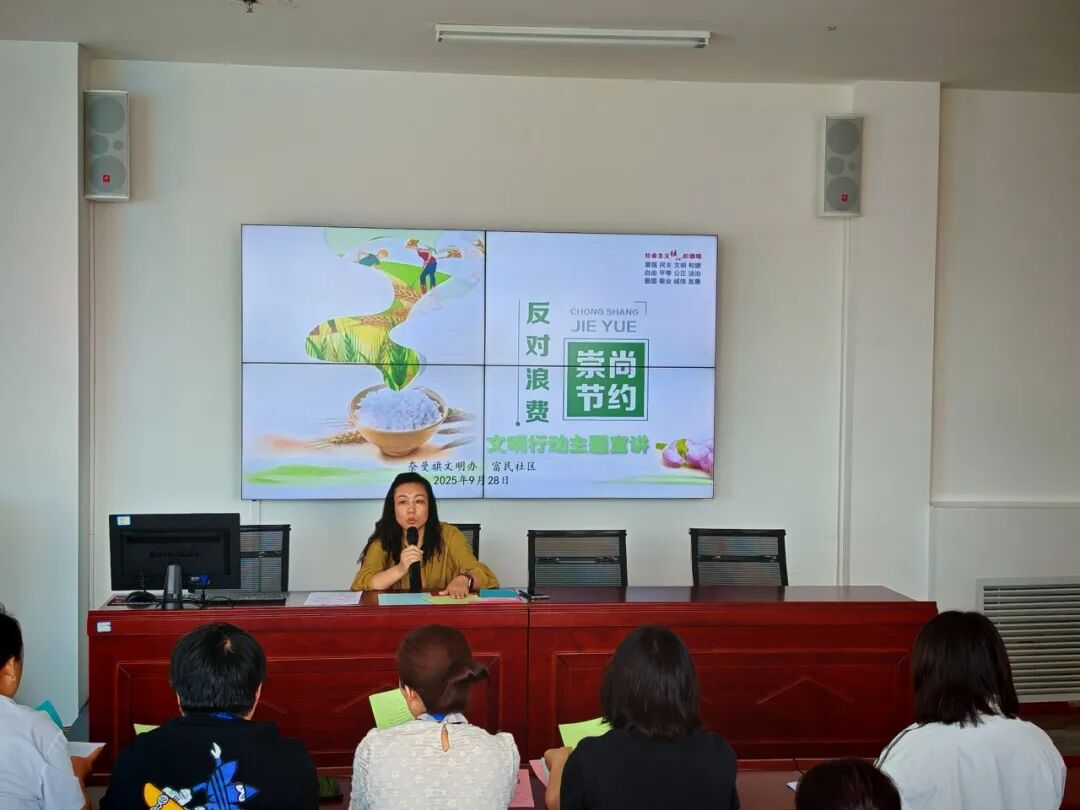 社会主义核心价值观
富强 民主 文明 和谐
自由 平等 公正 法治
爱国 敬业 诚信 友善
反对浪费
CHONG SHANG
JIE YUE
崇尚
节约
文明行动主题宣讲
奈曼旗文明办 富民社区
2025年9月28日